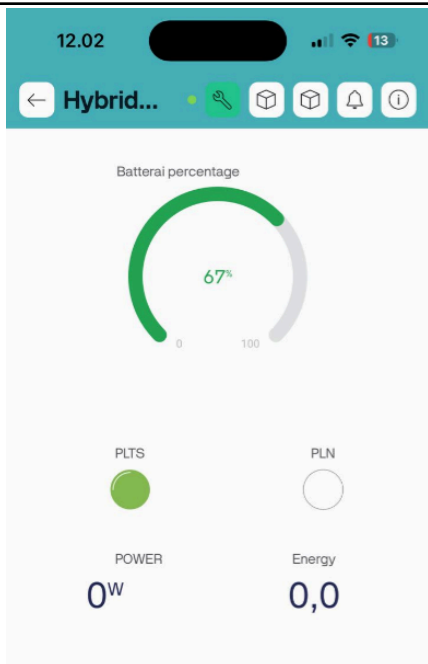 12.02 13
Hybrid...
Batterai percentage
67%
0 100
PLTS PLN
POWER Energy
0W 0,0